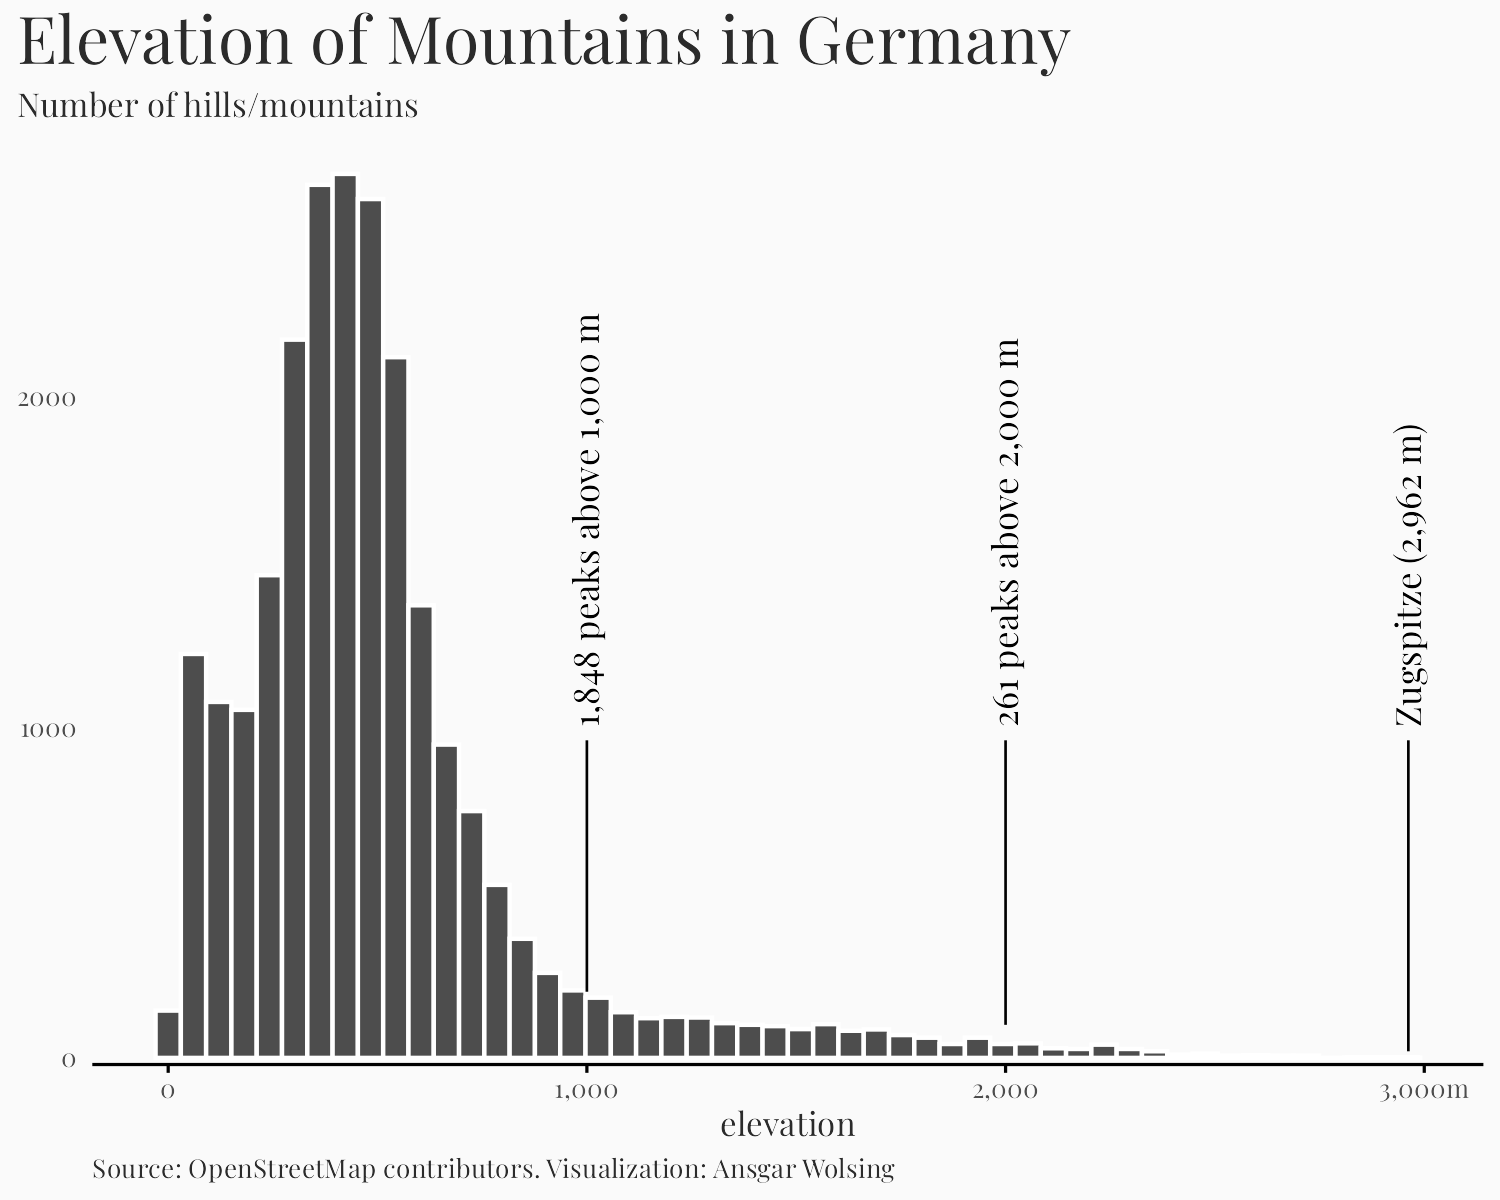 Elevation of Mountains in Germany
Number of hills/mountains
2000
1000
0
1,848 peaks above 1,000 m
261 peaks above 2,000 m
Zugspitze (2,962 m)
0 1,000 2,000 3,000m
elevation
Source: OpenStreetMap contributors. Visualization: Ansgar Wolsing